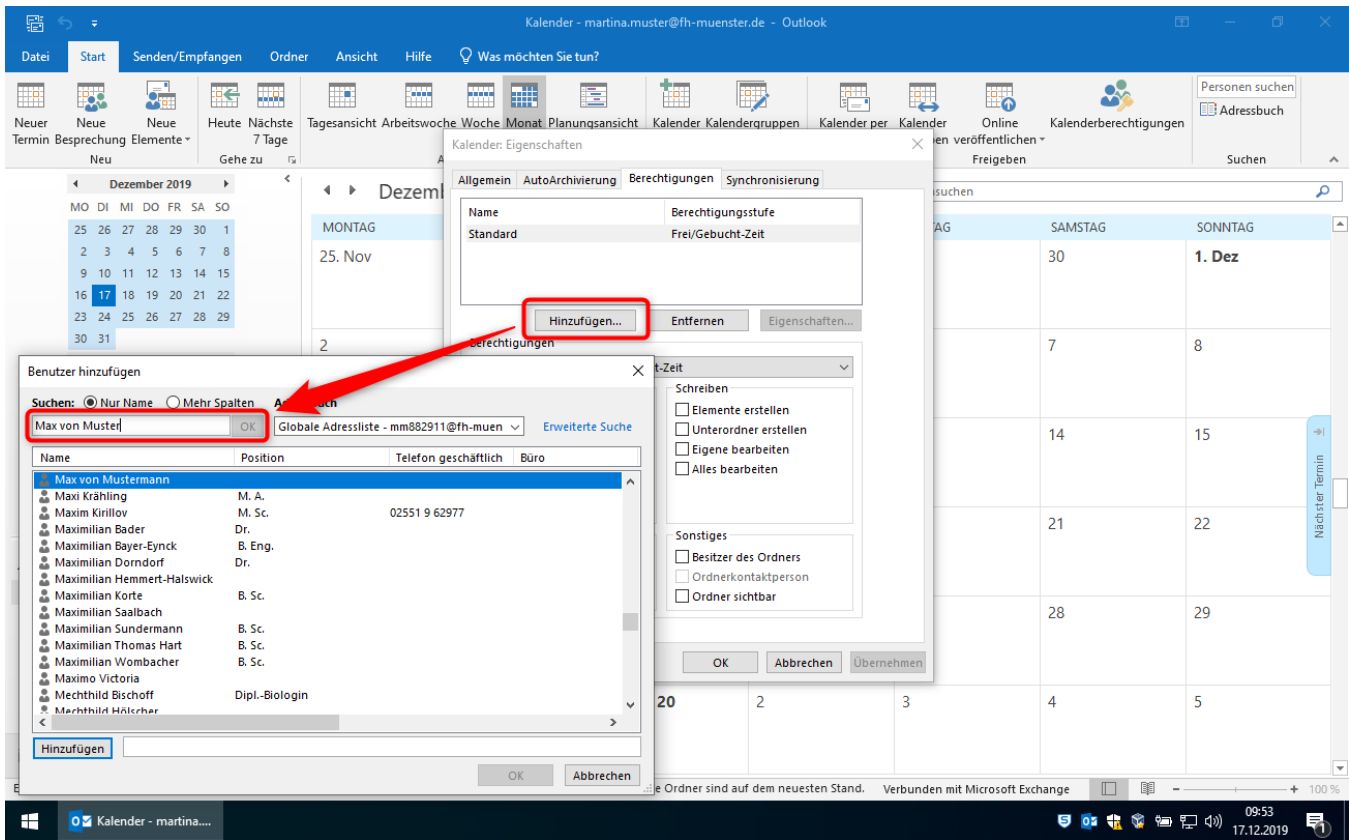 Kalender - martina.muster@fh-muenster.de - Outlook
Datei Start Senden/Empfangen Ordner Ansicht Hilfe Was möchten Sie tun?
Neuer Termin
Neue Besprechung
Neue Elemente
Heute
Nächste 7 Tage
Tagesansicht Arbeitswoche Woche Monat Planungsansicht
Kalender Kalendergruppen
Kalender per
Kalender
Online veröffentlichen
Kalenderberechtigungen
Personen suchen
Adressbuch
Neu
Gehe zu
Freigeben
Suchen
Dezember 2019
MO DI MI DO FR SA SO
25 26 27 28 29 30 1
2 3 4 5 6 7 8
9 10 11 12 13 14 15
16 17 18 19 20 21 22
23 24 25 26 27 28 29
30 31
MONTAG
SAMSTAG
SONNTAG
25. Nov
30
1. Dez
2
7
8
14
15
21
22
28
29
20
2
3
4
5
Nächster Termin
Kalender: Eigenschaften
Allgemein AutoArchivierung Berechtigungen Synchronisierung
Name Berechtigungsstufe
Standard Frei/Gebucht-Zeit
Hinzufügen... Entfernen Eigenschaften...
Berechtigungen
t-Zeit
Schreiben
Elemente erstellen
Unterordner erstellen
Eigene bearbeiten
Alles bearbeiten
Sonstiges
Besitzer des Ordners
Ordnerkontaktperson
Ordner sichtbar
OK Abbrechen Übernehmen
Benutzer hinzufügen
Suchen: Nur Name Mehr Spalten
Max von Muster OK Globale Adressliste - mm882911@fh-muen Erweiterte Suche
Name Position Telefon geschäftlich Büro
Max von Mustermann
Maxi Krähling M. A.
Maxim Kirillov M. Sc. 02551 9 62977
Maximilian Bader Dr.
Maximilian Bayer-Eynck B. Eng.
Maximilian Dorndorf Dr.
Maximilian Hemmert-Halswick
Maximilian Korte B. Sc.
Maximilian Saalbach
Maximilian Sundermann B. Sc.
Maximilian Thomas Hart B. Sc.
Maximilian Wombacher B. Sc.
Maximo Victoria
Mechthild Bischoff Dipl.-Biologin
Mechthild Hölscher
Hinzufügen
OK Abbrechen
e Ordner sind auf dem neuesten Stand. Verbunden mit Microsoft Exchange 100 %
Kalender - martina....
09:53
17.12.2019